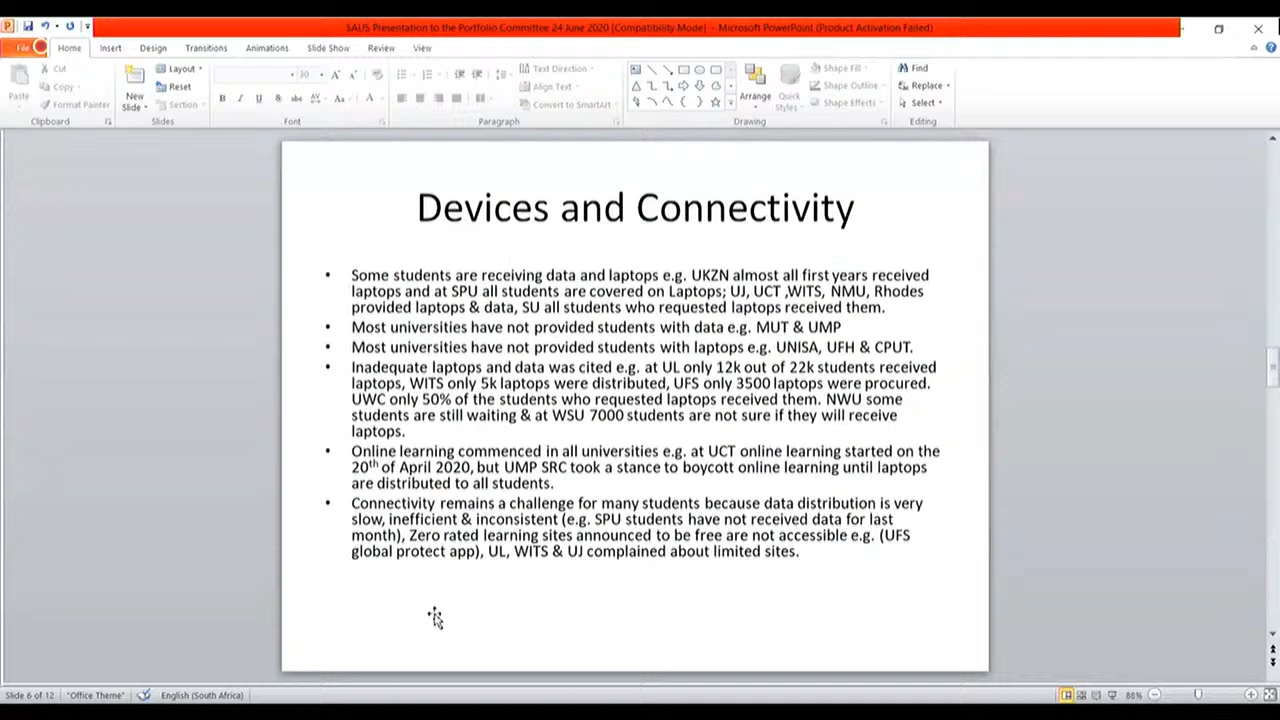 SAUS Presentation to the Portfolio Committee 24 June 2020 [Compatibility Mode] - Microsoft PowerPoint (Product Activation Failed)
File Home Insert Design Transitions Animations Slide Show Review View
Paste
Cut
Copy
Format Painter
Clipboard
New
Slide
Layout
Reset
Section
Slides
30
B I U S abc AV Aa A
Font
Text Direction
Align Text
Convert to SmartArt
Paragraph
Arrange
Quick
Styles
Shape Fill
Shape Outline
Shape Effects
Drawing
Find
Replace
Select
Editing
Devices and Connectivity
• Some students are receiving data and laptops e.g. UKZN almost all first years received
laptops and at SPU all students are covered on Laptops; UJ, UCT ,WITS, NMU, Rhodes
provided laptops & data, SU all students who requested laptops received them.
• Most universities have not provided students with data e.g. MUT & UMP
• Most universities have not provided students with laptops e.g. UNISA, UFH & CPUT.
• Inadequate laptops and data was cited e.g. at UL only 12k out of 22k students received
laptops, WITS only 5k laptops were distributed, UFS only 3500 laptops were procured.
UWC only 50% of the students who requested laptops received them. NWU some
students are still waiting & at WSU 7000 students are not sure if they will receive
laptops.
• Online learning commenced in all universities e.g. at UCT online learning started on the
20th of April 2020, but UMP SRC took a stance to boycott online learning until laptops
are distributed to all students.
• Connectivity remains a challenge for many students because data distribution is very
slow, inefficient & inconsistent (e.g. SPU students have not received data for last
month), Zero rated learning sites announced to be free are not accessible e.g. (UFS
global protect app), UL, WITS & UJ complained about limited sites.
Slide 6 of 12 "Office Theme" English (South Africa) 88%